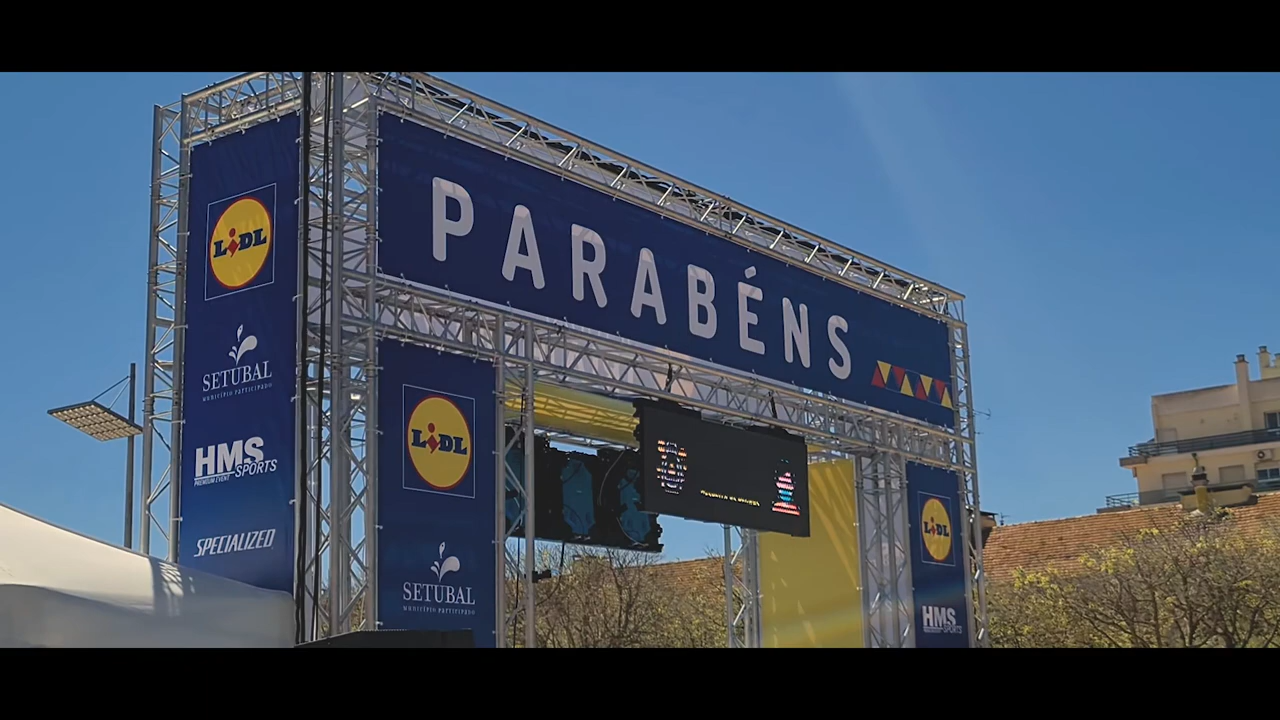 PARABÉNS
LIDL
SETUBAL
MUNICÍPIO PARTICIPADO
HMS
SPORTS
PREMIUM EVENT
SPECIALIZED
LIDL
SETUBAL
MUNICÍPIO PARTICIPADO
LIDL
HMS
SPORTS